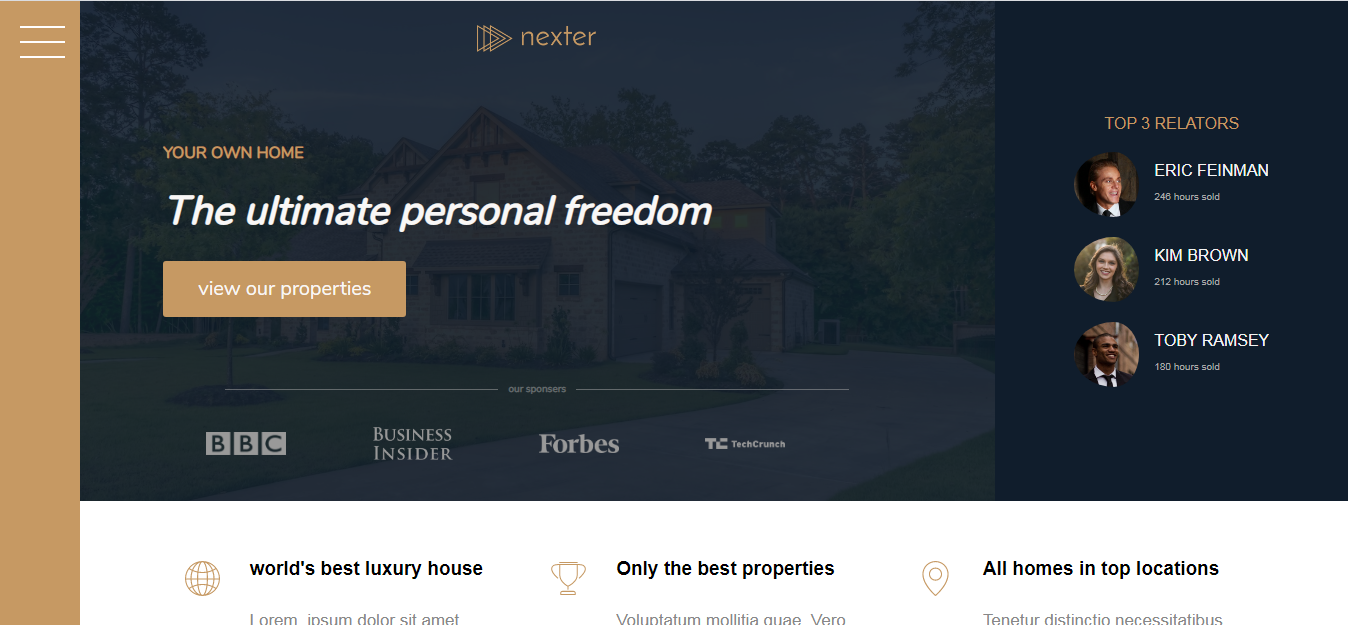 nexter
YOUR OWN HOME
The ultimate personal freedom
view our properties
our sponsers
BBC
BUSINESS
INSIDER
Forbes
TC TechCrunch
TOP 3 RELATORS
ERIC FEINMAN
246 hours sold
KIM BROWN
212 hours sold
TOBY RAMSEY
180 hours sold
world's best luxury house
Lorem, ipsum dolor sit amet
Only the best properties
Voluptatum mollitia quae. Vero
All homes in top locations
Tenetur distinctio necessitatibus